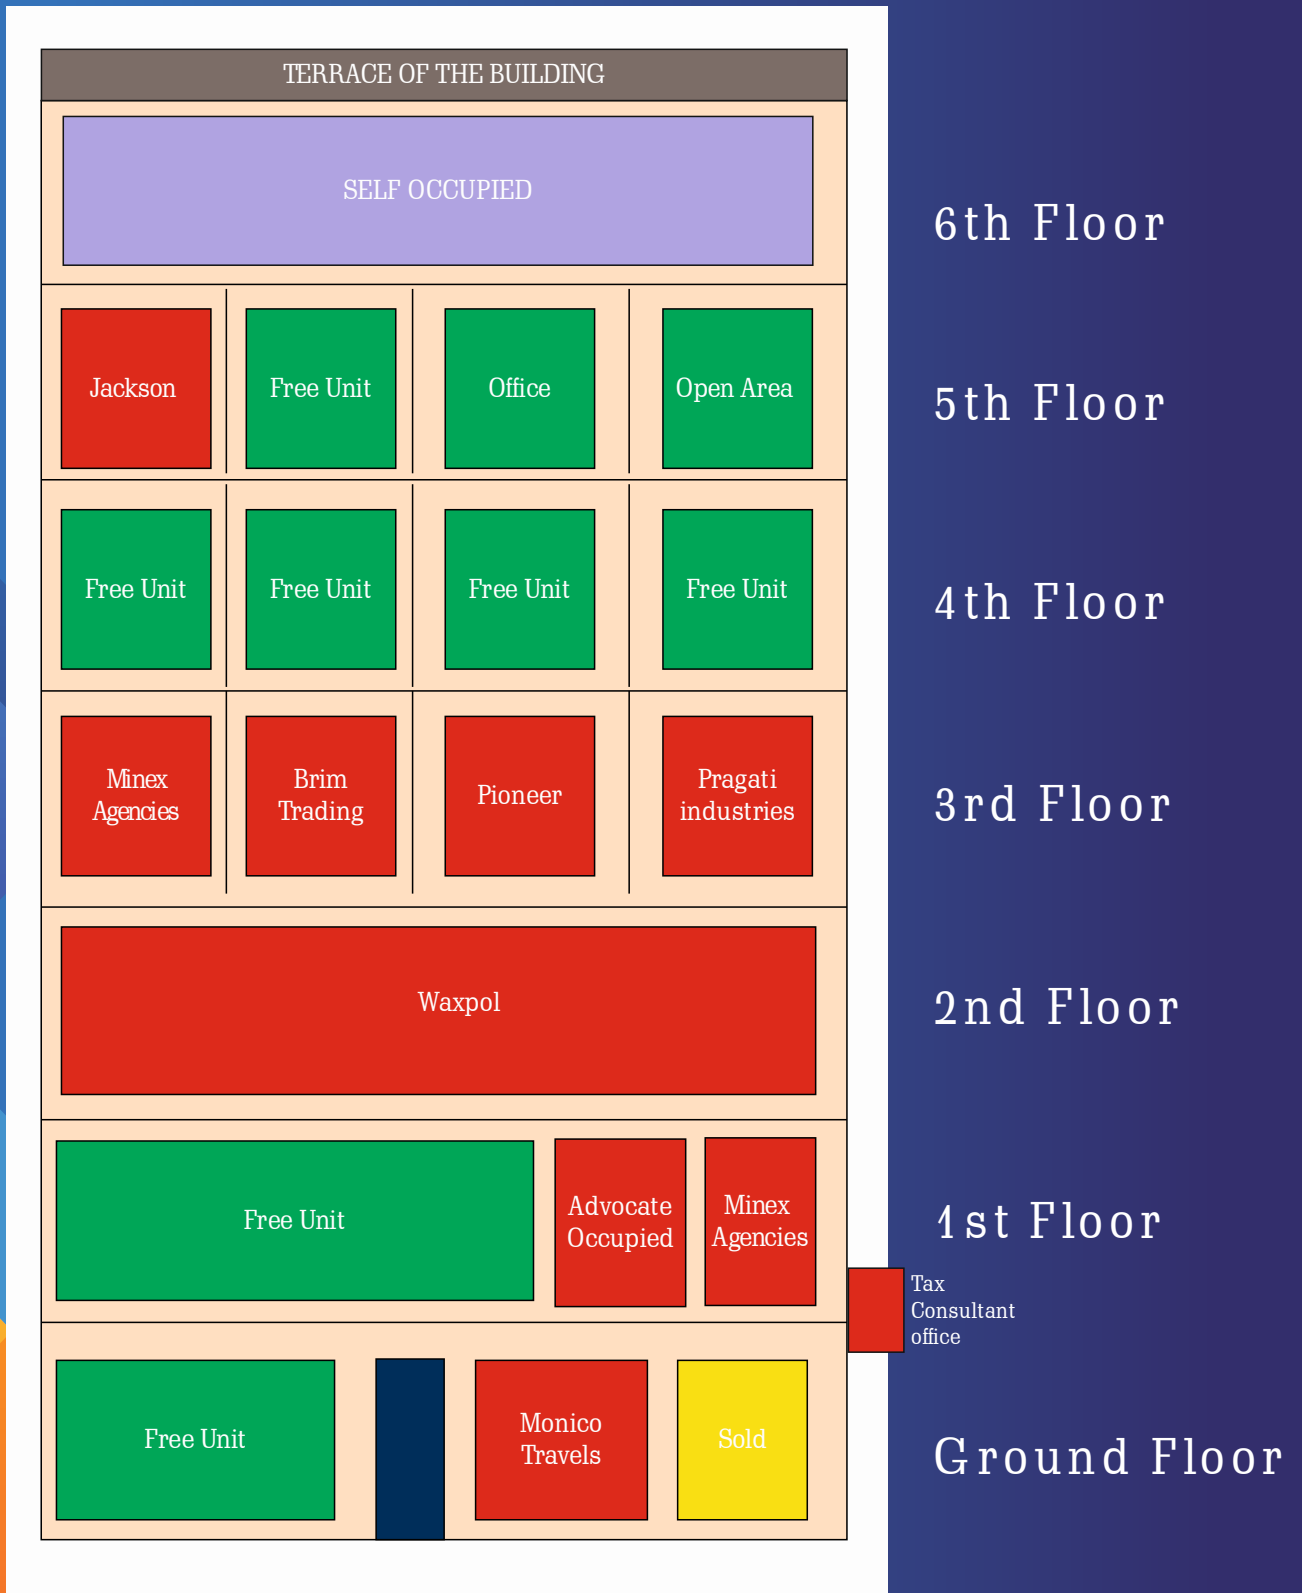 TERRACE OF THE BUILDING
SELF OCCUPIED
6th Floor
Jackson
Free Unit
Office
Open Area
5th Floor
Free Unit
Free Unit
Free Unit
Free Unit
4th Floor
Minex
Agencies
Brim
Trading
Pioneer
Pragati
industries
3rd Floor
Waxpol
2nd Floor
Free Unit
Advocate
Occupied
Minex
Agencies
1st Floor
Tax
Consultant
office
Free Unit
Monico
Travels
Sold
Ground Floor